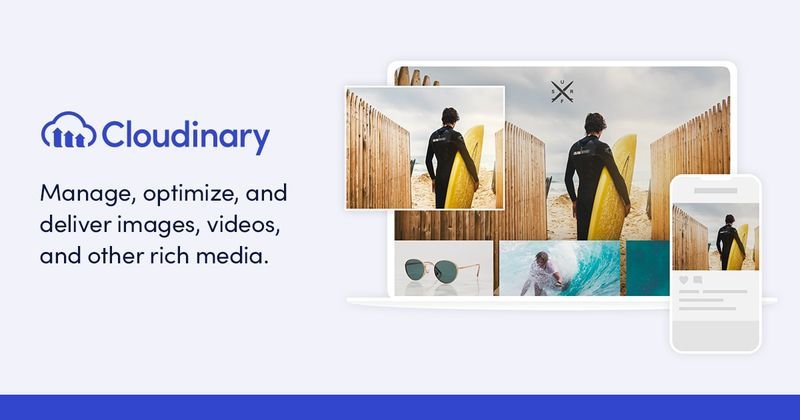 Cloudinary
Manage, optimize, and
deliver images, videos,
and other rich media.
U
S R
F